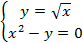 y = √x
x² − y = 0